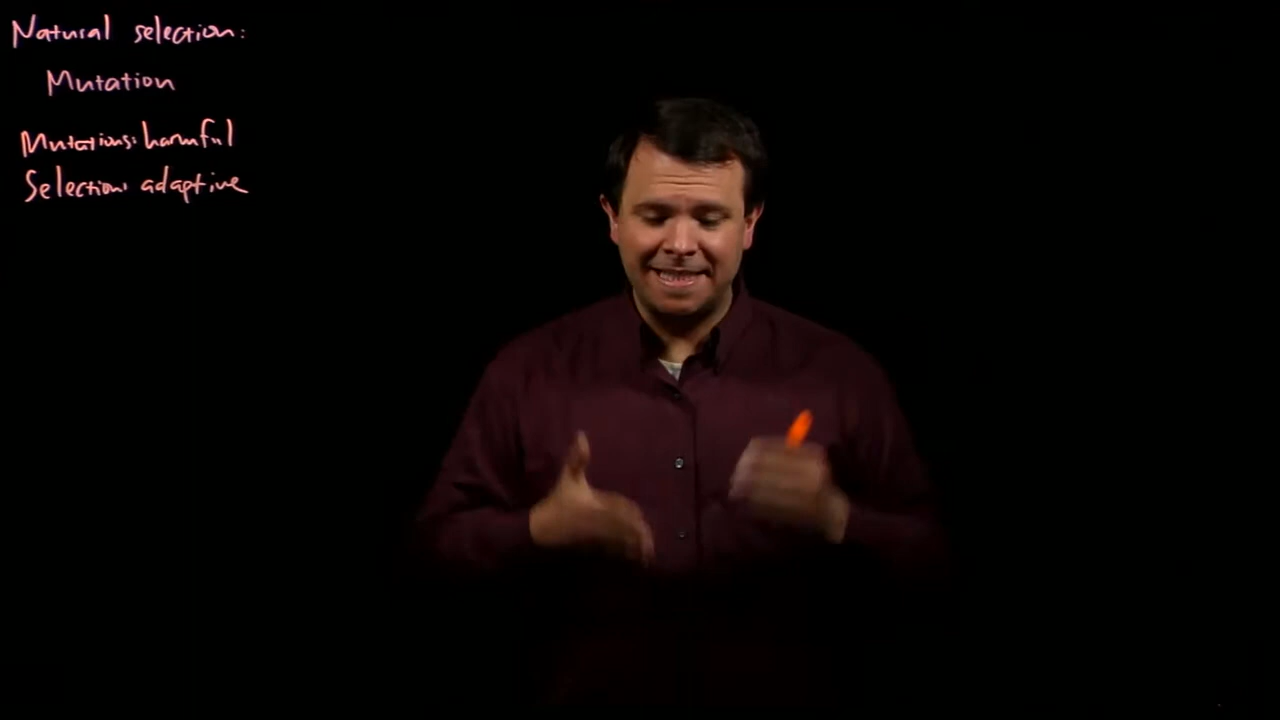 Natural selection:
Mutation
Mutations: harmful
Selection: adaptive